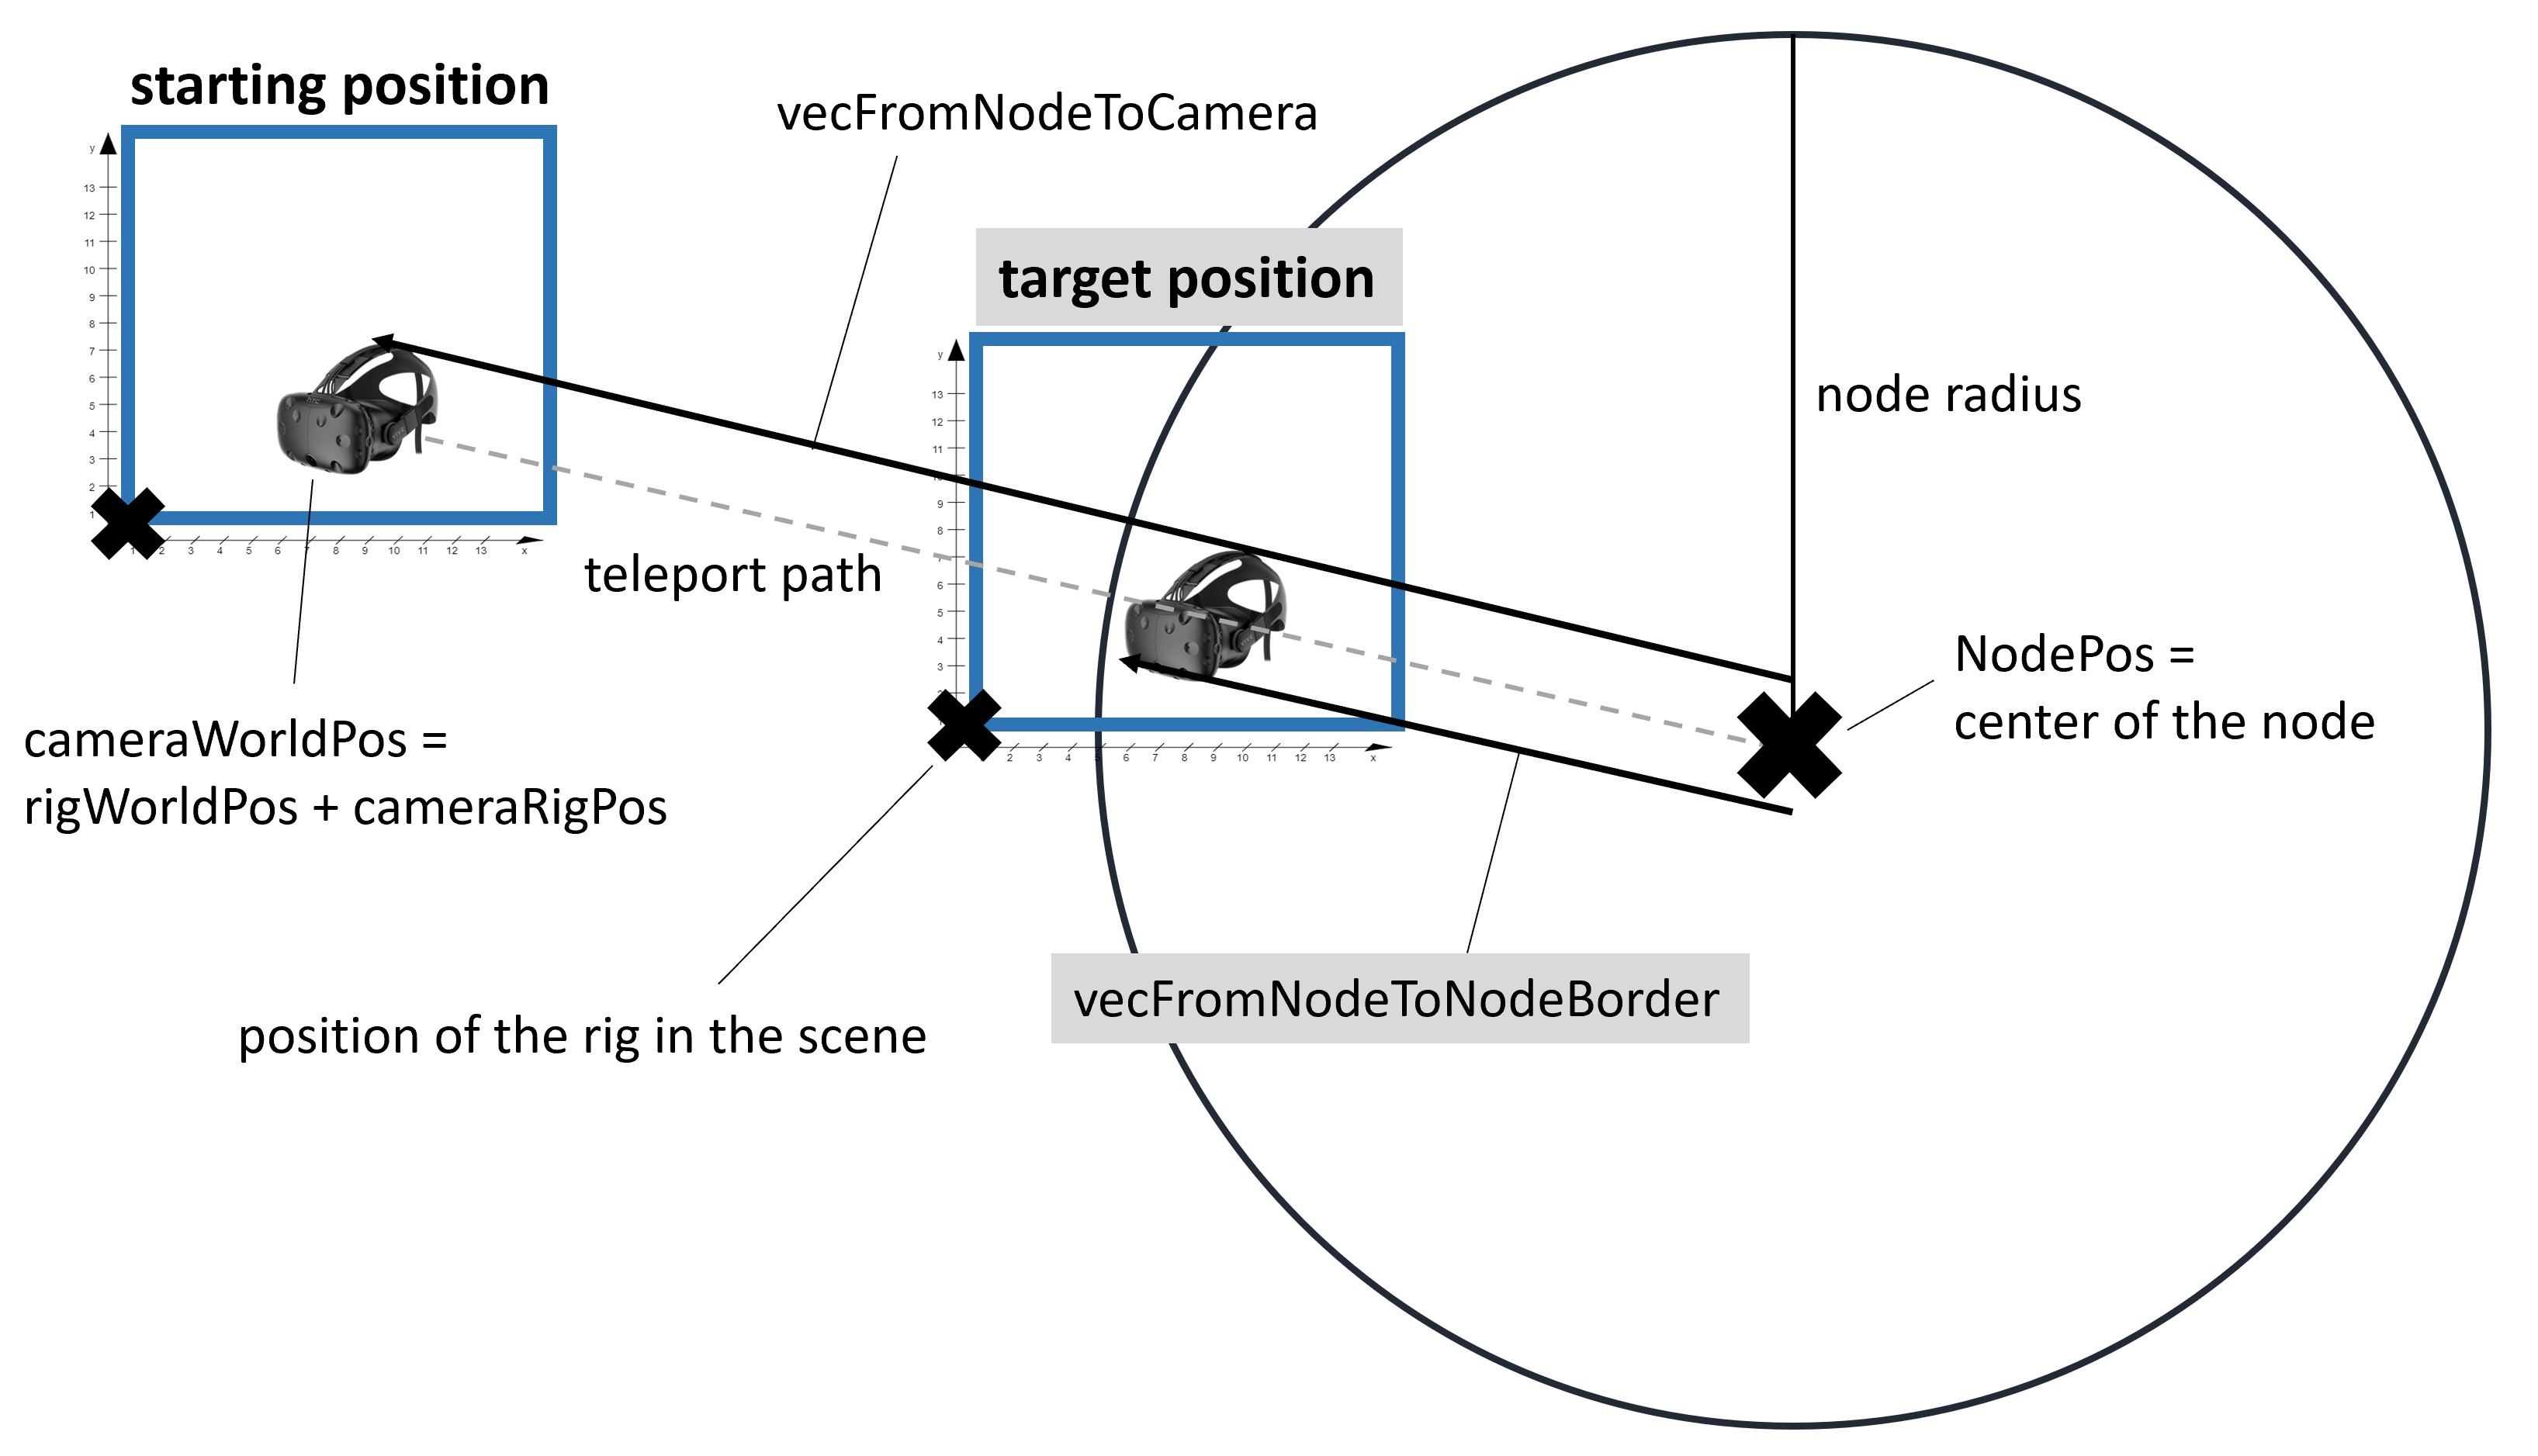 starting position
vecFromNodeToCamera
y
13
12
11
10
9
8
7
6
5
4
3
2
1
1 2 3 4 5 6 7 8 9 10 11 12 13 x
target position
y
13
12
11
9
8
6
5
4
3
2 3 4 5 6 7 8 9 10 11 12 13 x
node radius
teleport path
NodePos =
center of the node
cameraWorldPos =
rigWorldPos + cameraRigPos
vecFromNodeToNodeBorder
position of the rig in the scene